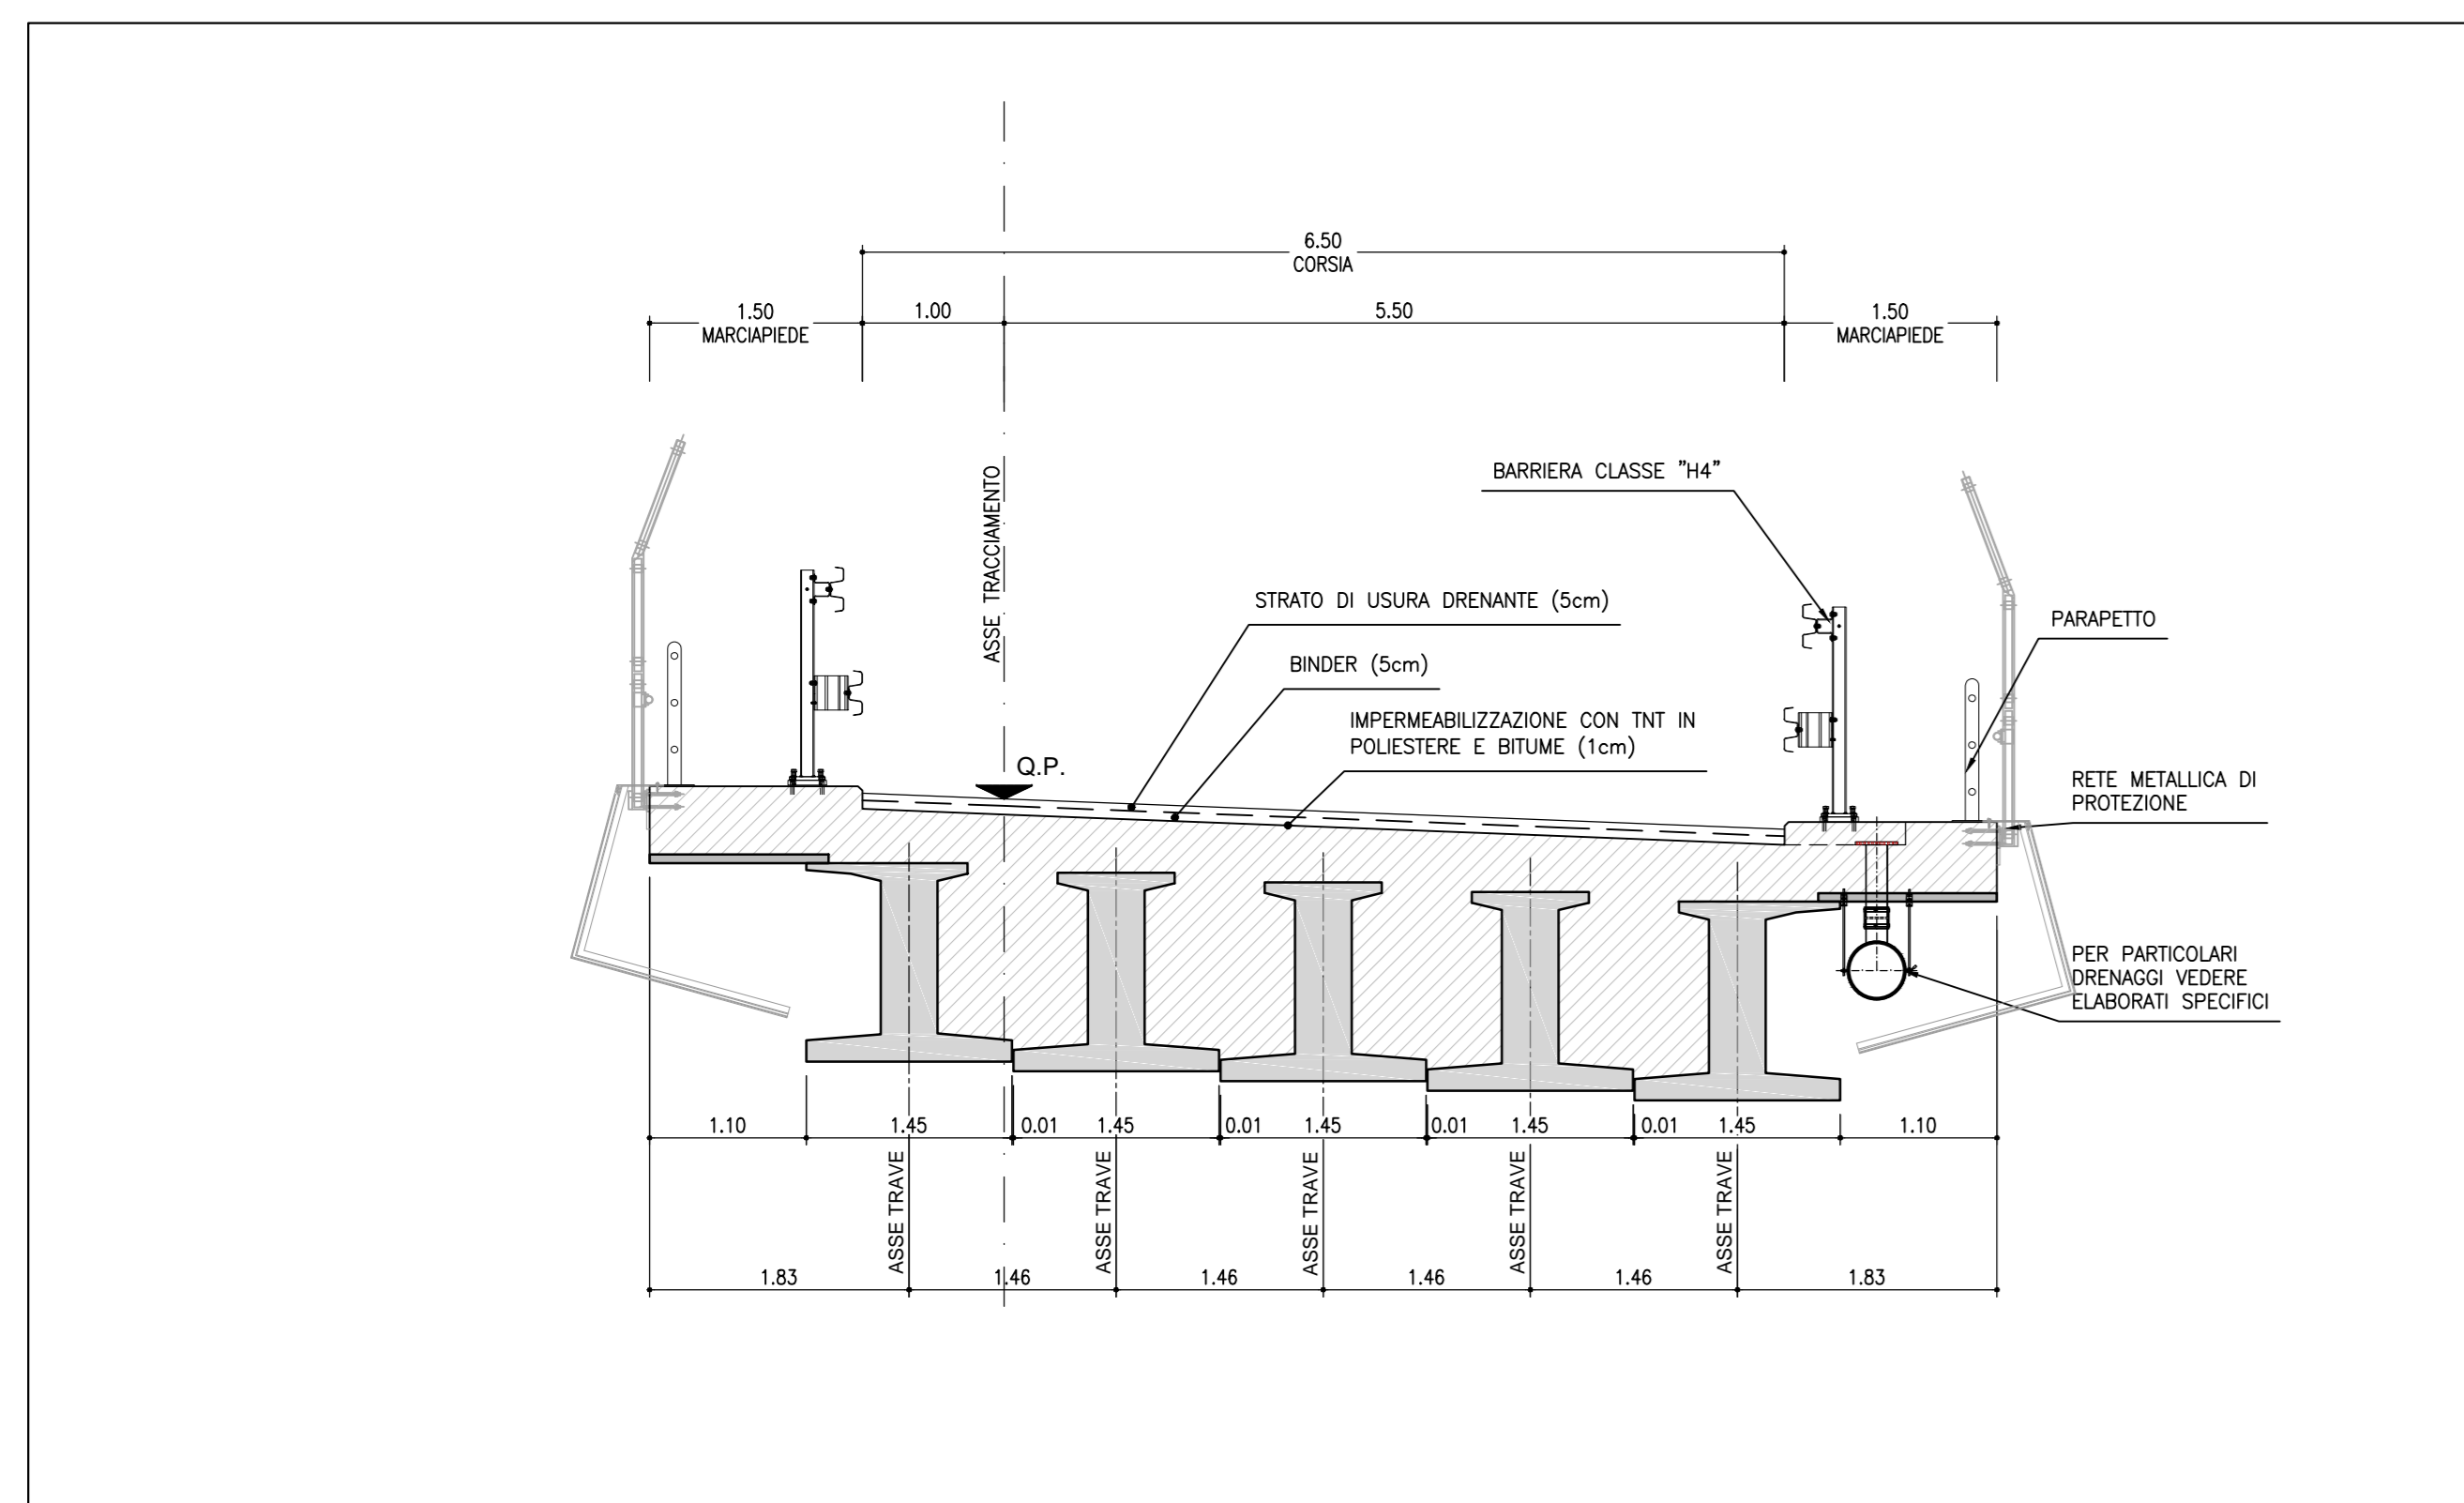 6.50
CORSIA
1.50
MARCIAPIEDE
1.00
5.50
1.50
MARCIAPIEDE
ASSE TRACCIAMENTO
BARRIERA CLASSE "H4"
STRATO DI USURA DRENANTE (5cm)
PARAPETTO
BINDER (5cm)
IMPERMEABILIZZAZIONE CON TNT IN
POLIESTERE E BITUME (1cm)
Q.P.
RETE METALLICA DI
PROTEZIONE
PER PARTICOLARI
DRENAGGI VEDERE
ELABORATI SPECIFICI
1.10
1.45
0.01
1.45
0.01
1.45
0.01
1.45
0.01
1.45
1.10
ASSE TRAVE
ASSE TRAVE
ASSE TRAVE
ASSE TRAVE
ASSE TRAVE
1.83
1.46
1.46
1.46
1.46
1.83